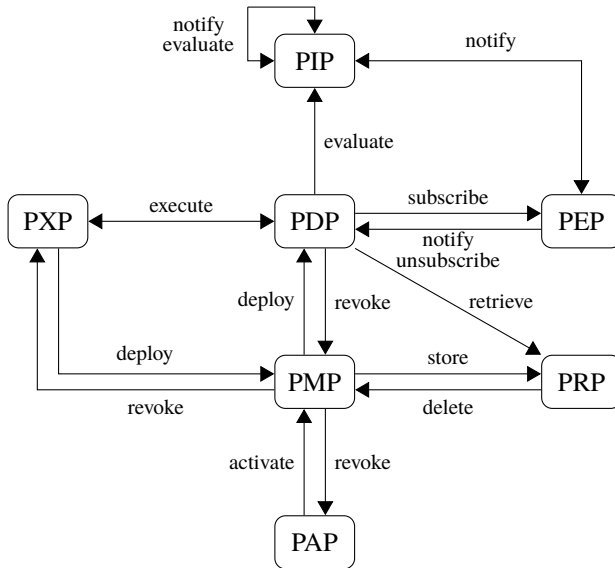 notify
evaluate
PIP
notify
evaluate
PXP
execute
PDP
subscribe
PEP
notify
unsubscribe
deploy
revoke
retrieve
deploy
PMP
store
PRP
revoke
delete
activate
revoke
PAP